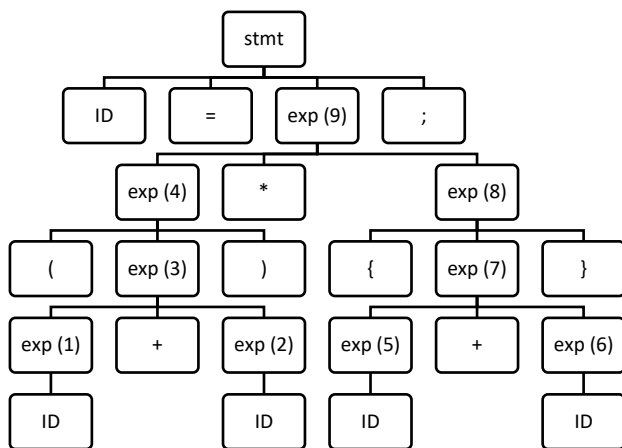 stmt
ID = exp (9) ;
exp (4) * exp (8)
( exp (3) ) { exp (7) }
exp (1) + exp (2) exp (5) + exp (6)
ID ID ID ID